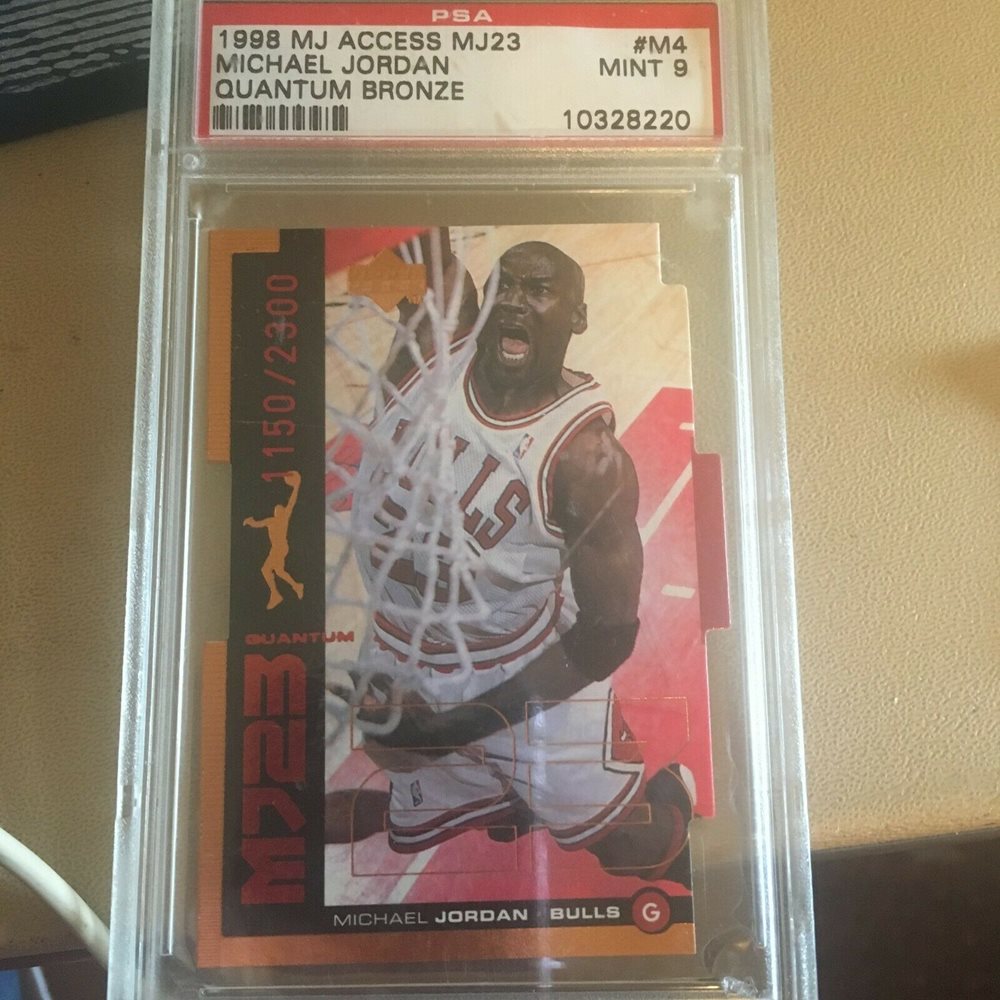 PSA
1998 MJ ACCESS MJ23 #M4
MICHAEL JORDAN MINT 9
QUANTUM BRONZE
10328220
1150/2300
BULLS
QUANTUM
MJ23
MICHAEL JORDAN BULLS G